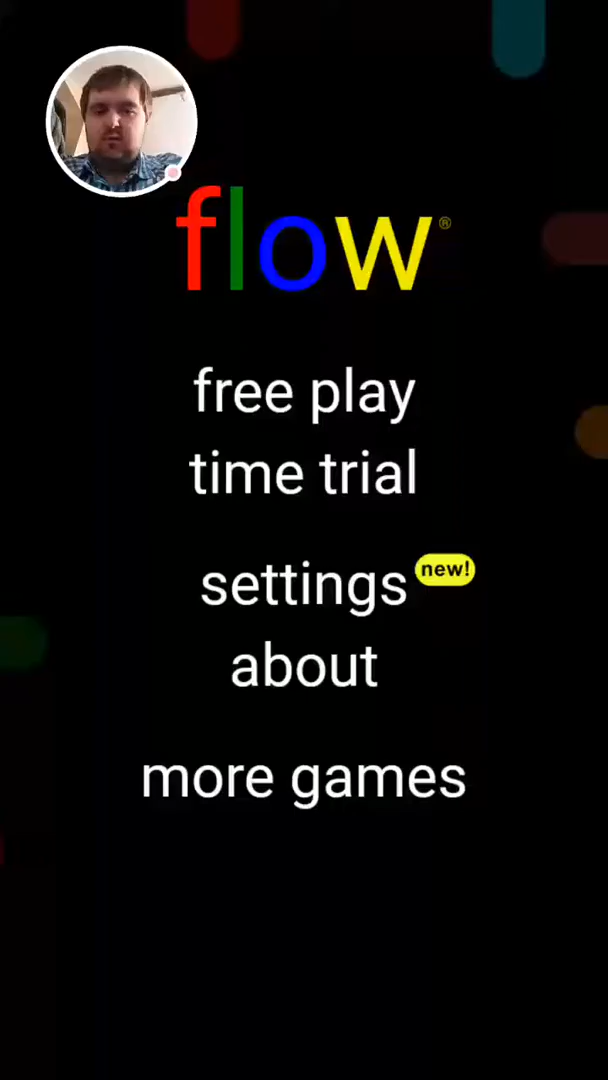 flow®
free play
time trial
settings new!
about
more games